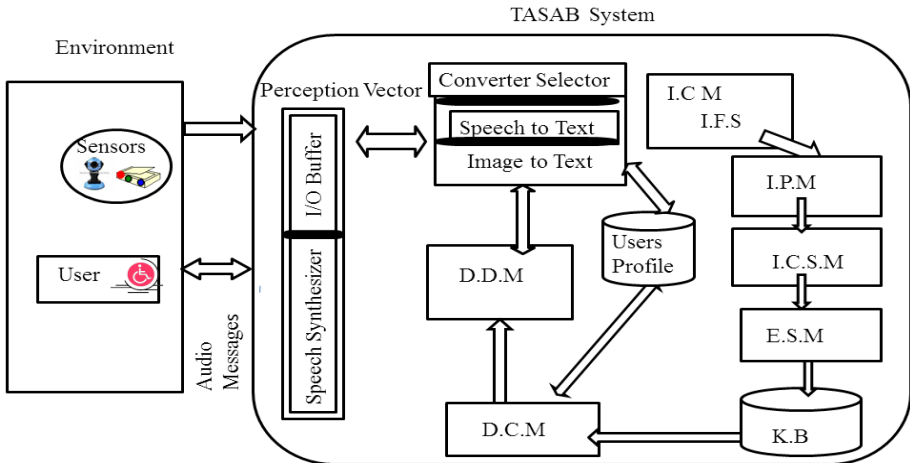 TASAB System
Environment
Sensors
User
Audio
Messages
Perception Vector
I/O Buffer
Speech Synthesizer
Converter Selector
Speech to Text
Image to Text
D.D.M
Users
Profile
D.C.M
I.C M
I.F.S
I.P.M
I.C.S.M
E.S.M
K.B